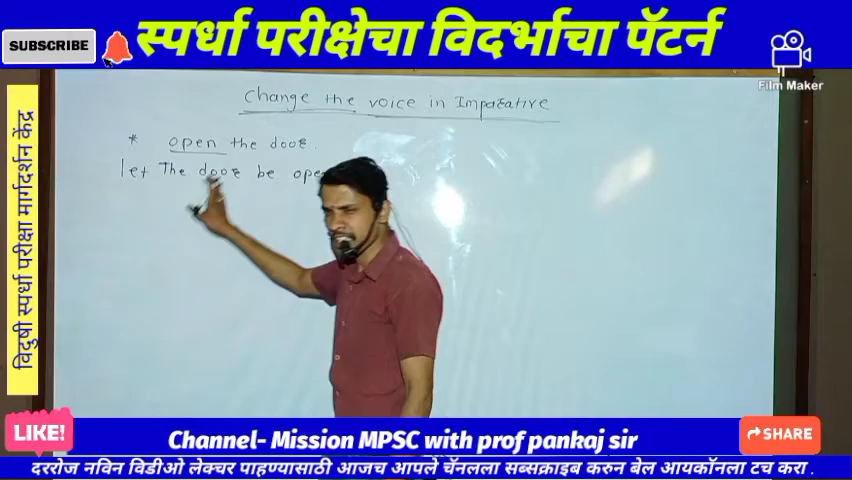 SUBSCRIBE
स्पर्धा परीक्षेचा विदर्भाचा पॅटर्न
Film Maker
विदुषी स्पर्धा परीक्षा मार्गदर्शन केंद्र
Change the voice in Imparative
* open the door.
let The door be ope
LIKE!
Channel- Mission MPSC with prof pankaj sir
SHARE
दररोज नविन विडीओ लेक्चर पाहण्यासाठी आजच आपले चॅनलला सब्सक्राइब करुन बेल आयकॉनला टच करा .